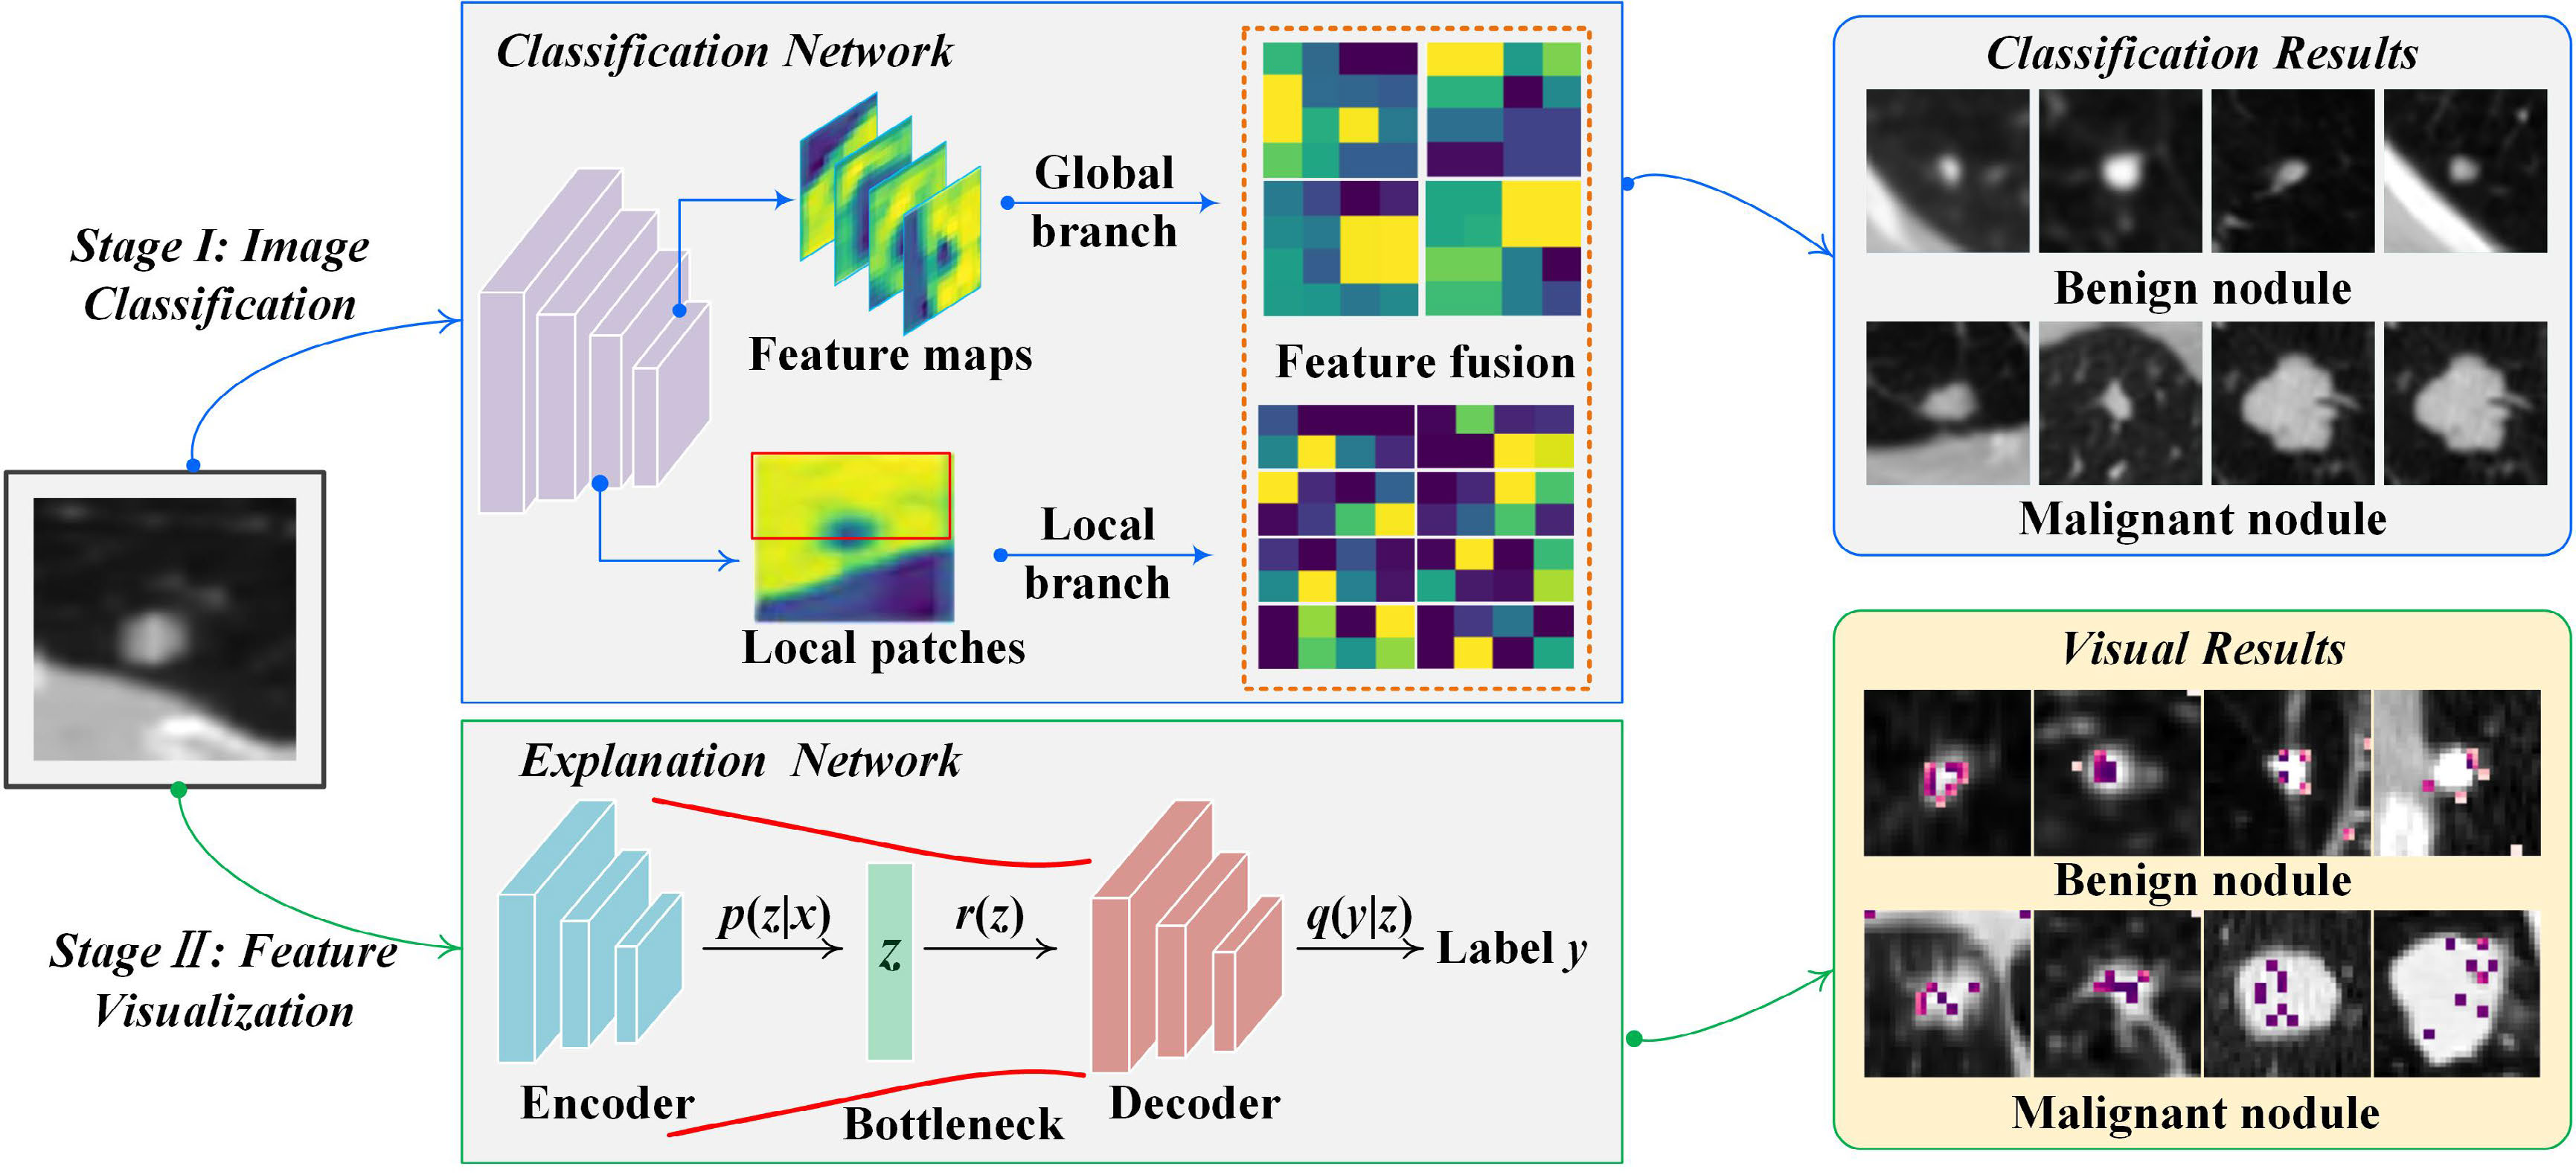 Stage I: Image
Classification
Classification Network
Feature maps
Global
branch
Feature fusion
Local patches
Local
branch
Classification Results
Benign nodule
Malignant nodule
Stage II: Feature
Visualization
Explanation Network
Encoder
p(z|x)
z
r(z)
Bottleneck
Decoder
q(y|z)
Label y
Visual Results
Benign nodule
Malignant nodule